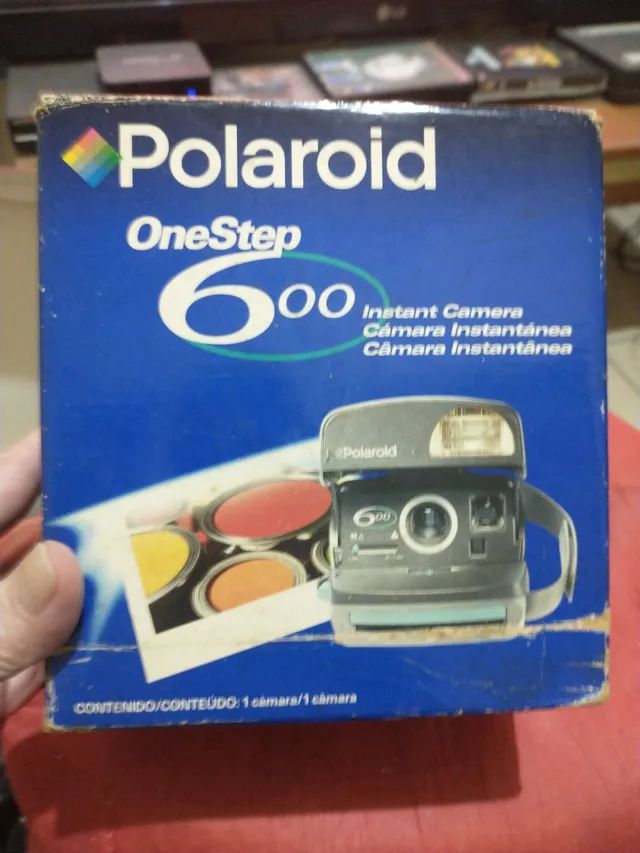 Polaroid
OneStep
600
Instant Camera
Cámara Instantánea
Câmara Instantânea
Polaroid
600
CONTENIDO/CONTEÚDO: 1 cámara/1 câmara